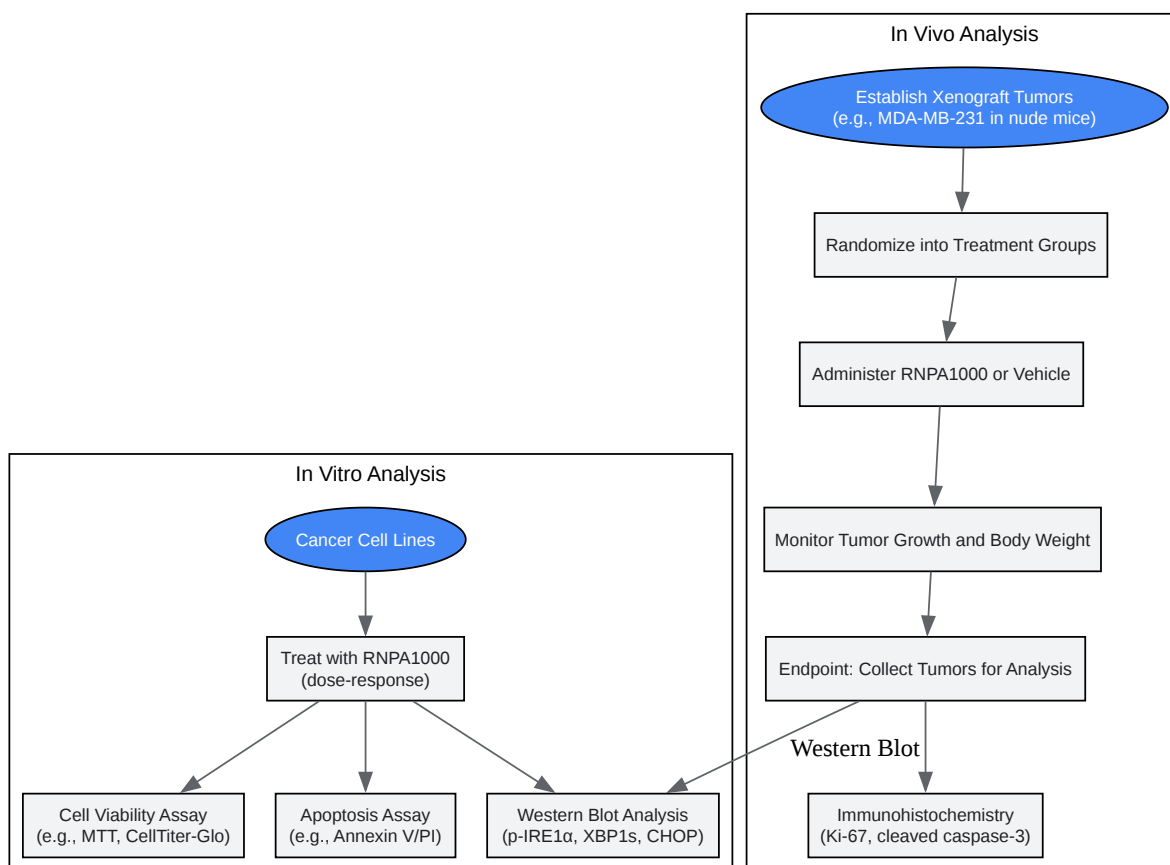 In Vivo Analysis
Establish Xenograft Tumors
(e.g., MDA-MB-231 in nude mice)
Randomize into Treatment Groups
Administer RNPA1000 or Vehicle
Monitor Tumor Growth and Body Weight
Endpoint: Collect Tumors for Analysis
Western Blot
Immunohistochemistry
(Ki-67, cleaved caspase-3)
In Vitro Analysis
Cancer Cell Lines
Treat with RNPA1000
(dose-response)
Cell Viability Assay
(e.g., MTT, CellTiter-Glo)
Apoptosis Assay
(e.g., Annexin V/PI)
Western Blot Analysis
(p-IRE1α, XBP1s, CHOP)